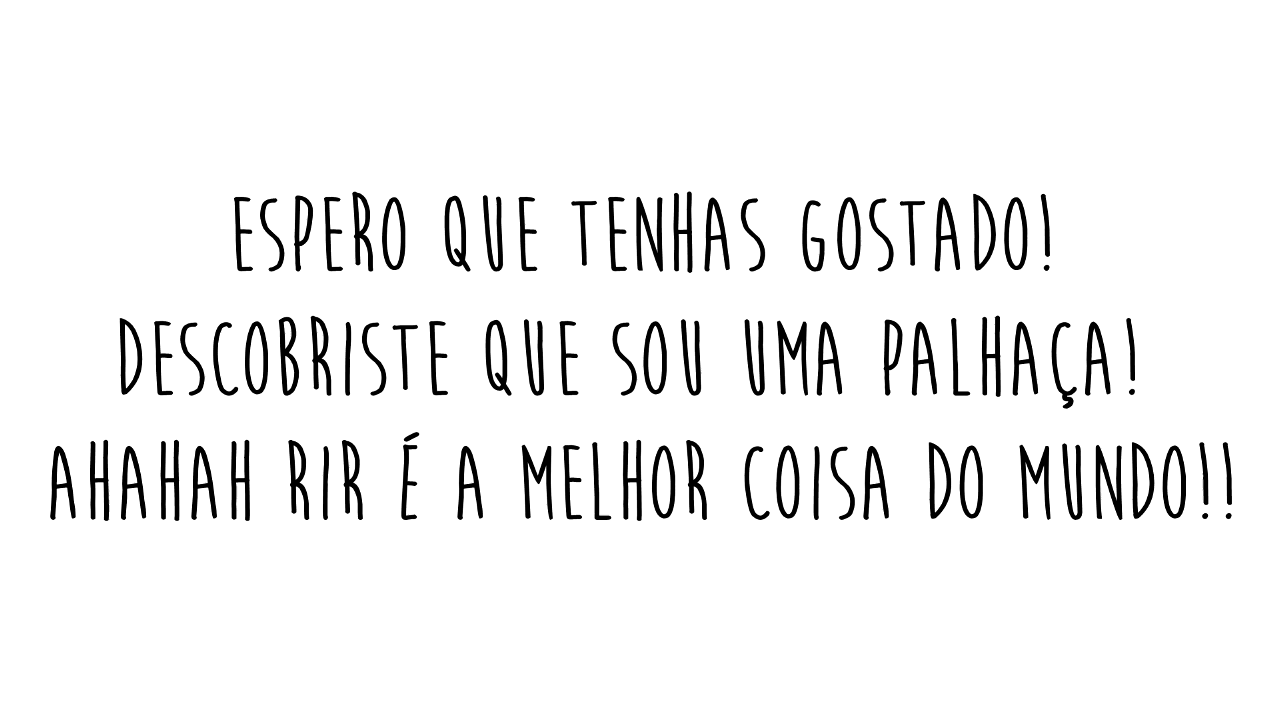 ESPERO QUE TENHAS GOSTADO!
DESCOBRISTE QUE SOU UMA PALHAÇA!
AHAHAH RIR É A MELHOR COISA DO MUNDO!!